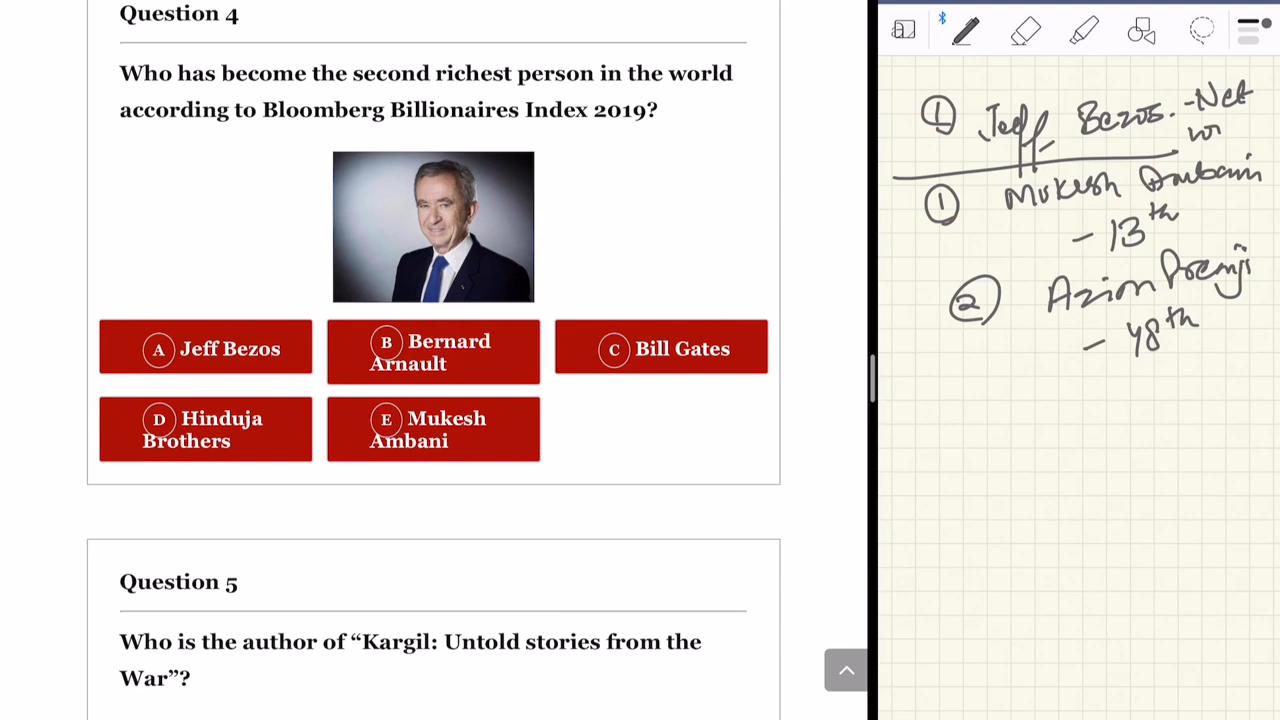 Question 4
Who has become the second richest person in the world
according to Bloomberg Billionaires Index 2019?
A Jeff Bezos
B Bernard
Arnault
C Bill Gates
D Hinduja
Brothers
E Mukesh
Ambani
Question 5
Who is the author of “Kargil: Untold stories from the
War”?
① Jeff Bezos. -Net
wo
① Mukesh Ambani
- 13th
② Azim Premji
- 48th